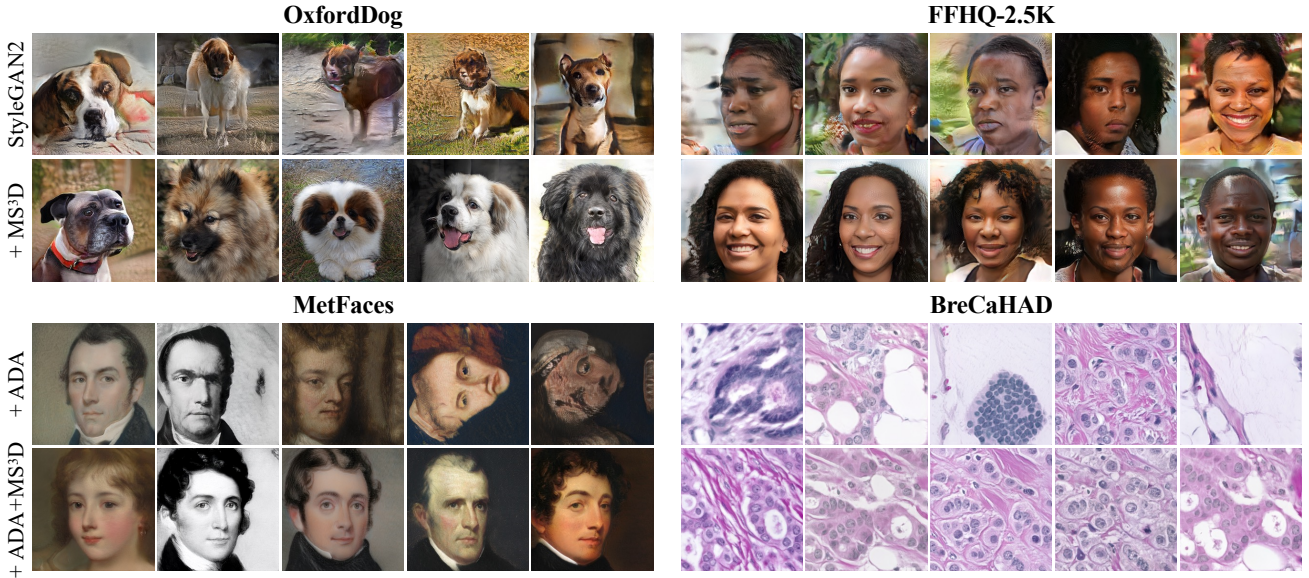 OxfordDog
FFHQ-2.5K
StyleGAN2
+ MS³D
MetFaces
BreCaHAD
+ ADA
+ ADA+MS³D